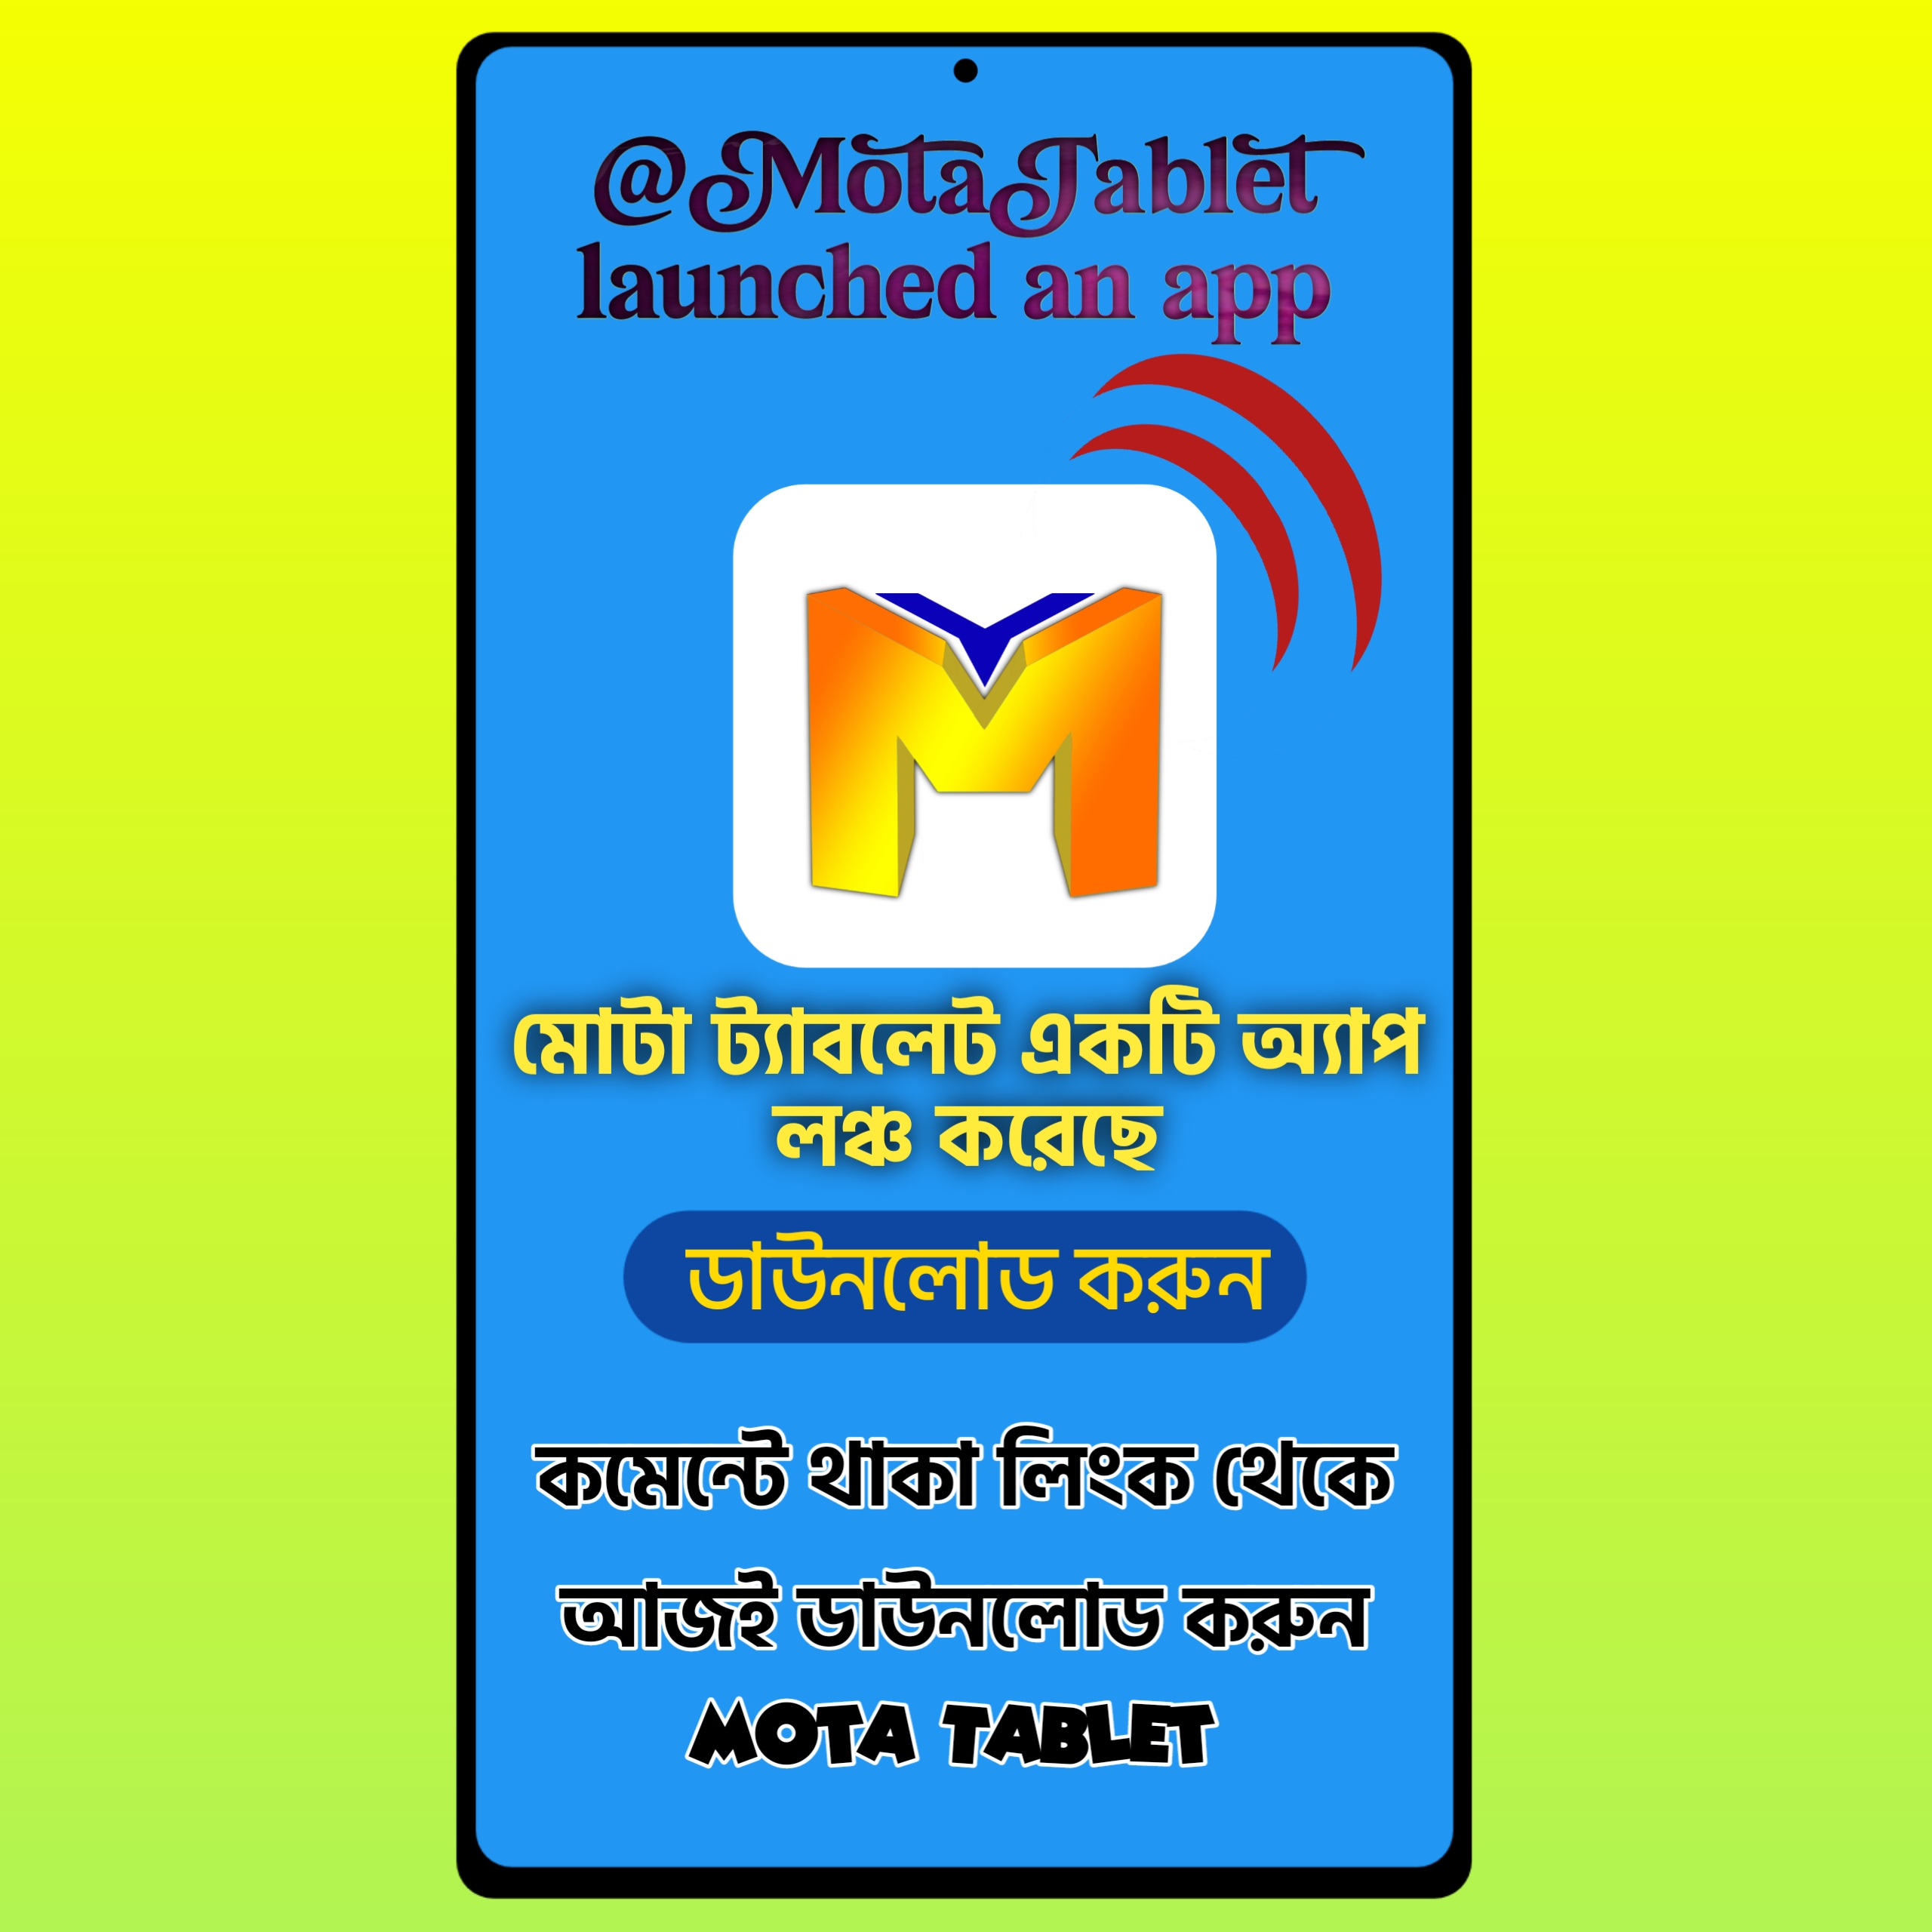 @MotaTablet
launched an app
মোটা ট্যাবলেট একটি অ্যাপ
লঞ্চ করেছে
ডাউনলোড করুন
কমেন্টে থাকা লিংক থেকে
আজই ডাউনলোড করুন
MOTA TABLET